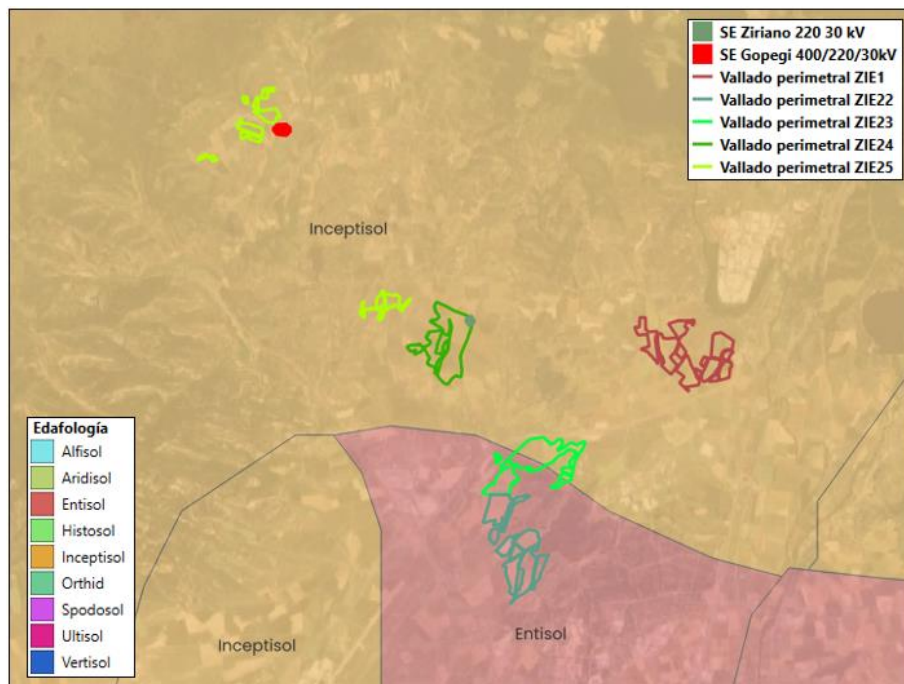 SE Ziriano 220 30 kV
SE Gopegi 400/220/30kV
Vallado perimetral ZIE1
Vallado perimetral ZIE22
Vallado perimetral ZIE23
Vallado perimetral ZIE24
Vallado perimetral ZIE25
Inceptisol
Edafología
Alfisol
Aridisol
Entisol
Histosol
Inceptisol
Orthid
Spodosol
Ultisol
Vertisol
Inceptisol
Entisol